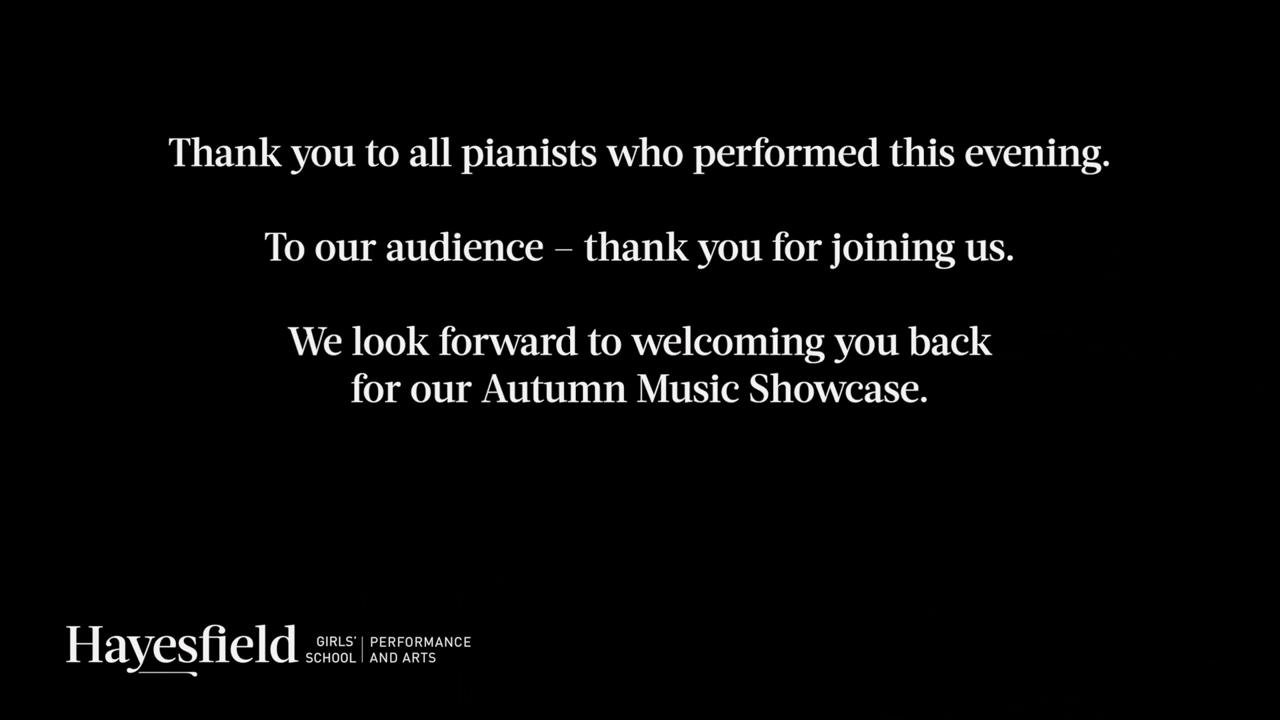 Thank you to all pianists who performed this evening.
To our audience – thank you for joining us.
We look forward to welcoming you back
for our Autumn Music Showcase.
Hayesfield
GIRLS'
SCHOOL
PERFORMANCE
AND ARTS